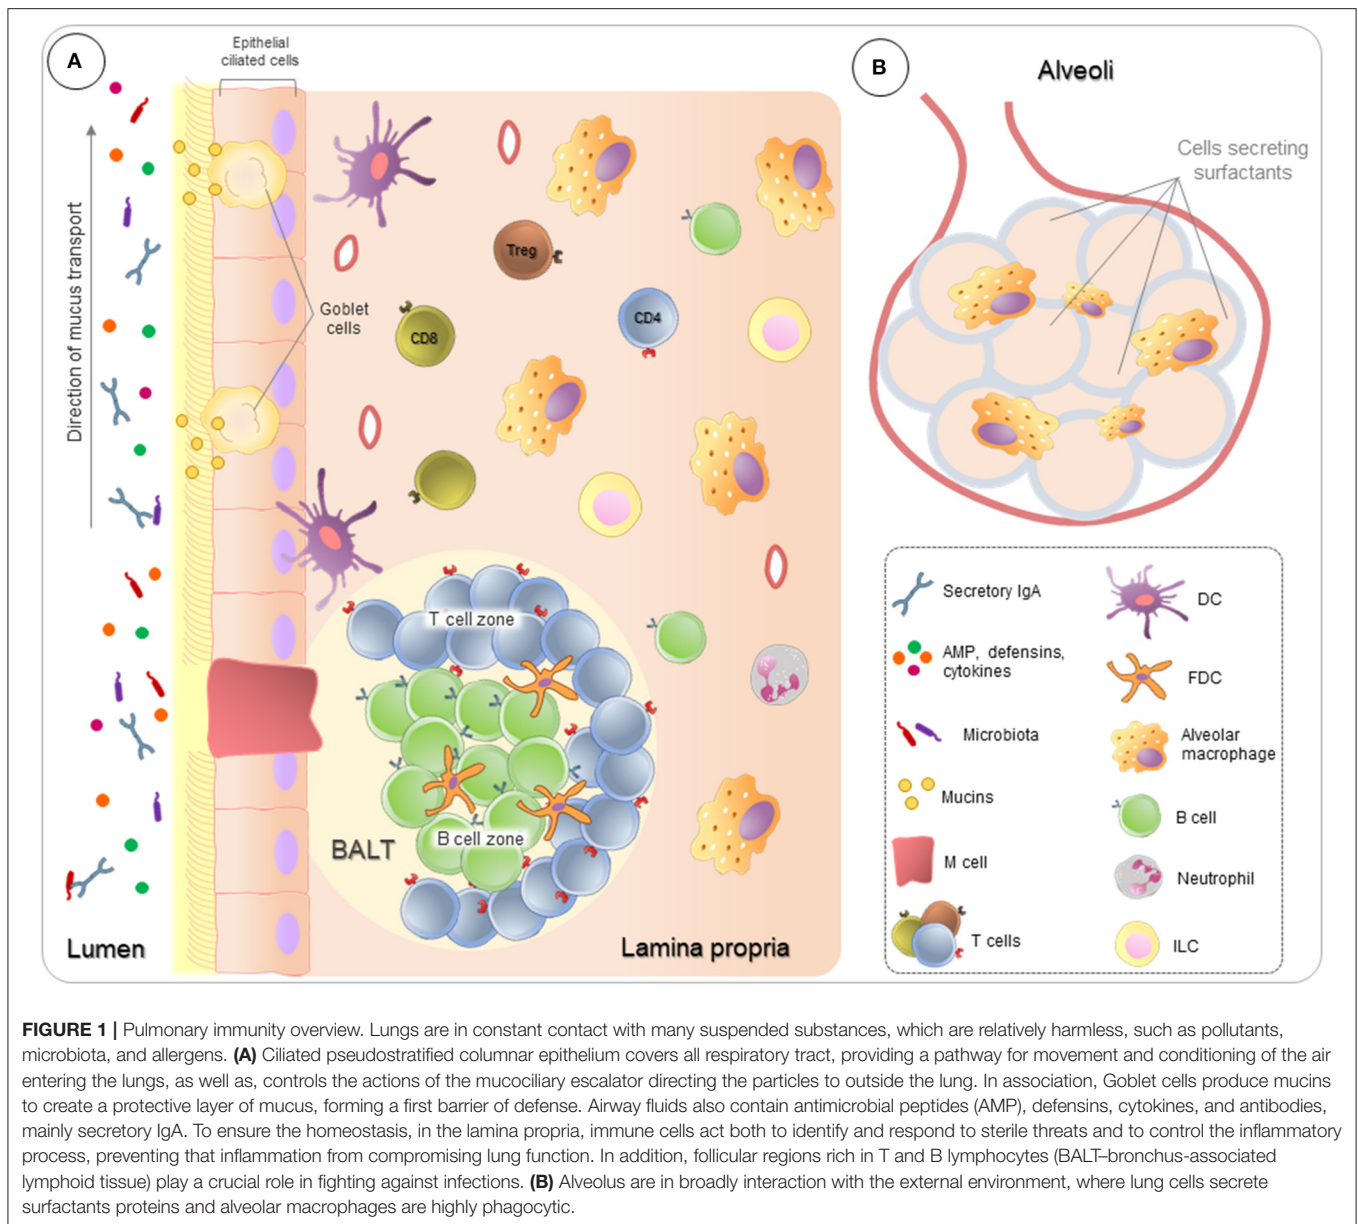 A
Epithelial
ciliated cells
Direction of mucus transport
Goblet
cells
Treg
CD8
CD4
T cell zone
B cell zone
BALT
Lumen
Lamina propria
B
Alveoli
Cells secreting
surfactants
Secretory IgA
AMP, defensins,
cytokines
Microbiota
Mucins
M cell
T cells
DC
FDC
Alveolar
macrophage
B cell
Neutrophil
ILC
FIGURE 1 | Pulmonary immunity overview. Lungs are in constant contact with many suspended substances, which are relatively harmless, such as pollutants,
microbiota, and allergens. (A) Ciliated pseudostratified columnar epithelium covers all respiratory tract, providing a pathway for movement and conditioning of the air
entering the lungs, as well as, controls the actions of the mucociliary escalator directing the particles to outside the lung. In association, Goblet cells produce mucins
to create a protective layer of mucus, forming a first barrier of defense. Airway fluids also contain antimicrobial peptides (AMP), defensins, cytokines, and antibodies,
mainly secretory IgA. To ensure the homeostasis, in the lamina propria, immune cells act both to identify and respond to sterile threats and to control the inflammatory
process, preventing that inflammation from compromising lung function. In addition, follicular regions rich in T and B lymphocytes (BALT–bronchus-associated
lymphoid tissue) play a crucial role in fighting against infections. (B) Alveolus are in broadly interaction with the external environment, where lung cells secrete
surfactants proteins and alveolar macrophages are highly phagocytic.